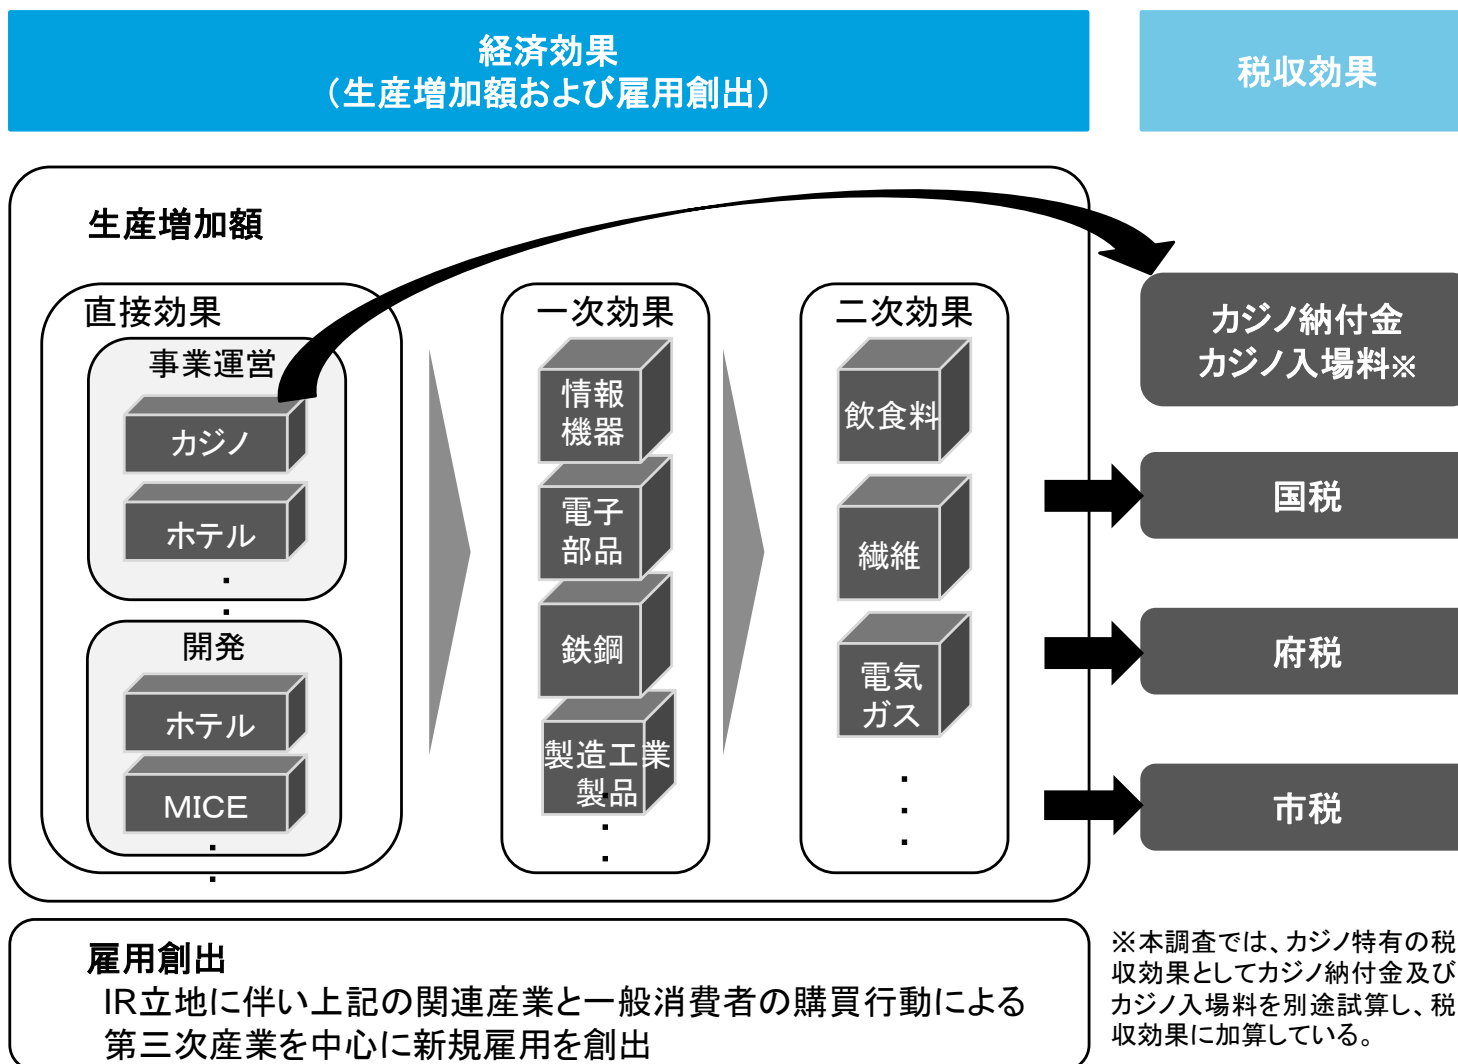 経済効果
（生産増加額および雇用創出）
税収効果
生産増加額
直接効果
事業運営
カジノ
ホテル
・
・
開発
ホテル
MICE
・
・
一次効果
情報
機器
電子
部品
鉄鋼
製造工業
製品
・
・
・
二次効果
飲食料
繊維
電気
ガス
・
・
・
カジノ納付金
カジノ入場料※
国税
府税
市税
雇用創出
IR立地に伴い上記の関連産業と一般消費者の購買行動による
第三次産業を中心に新規雇用を創出
※本調査では、カジノ特有の税
収効果としてカジノ納付金及び
カジノ入場料を別途試算し、税
収効果に加算している。